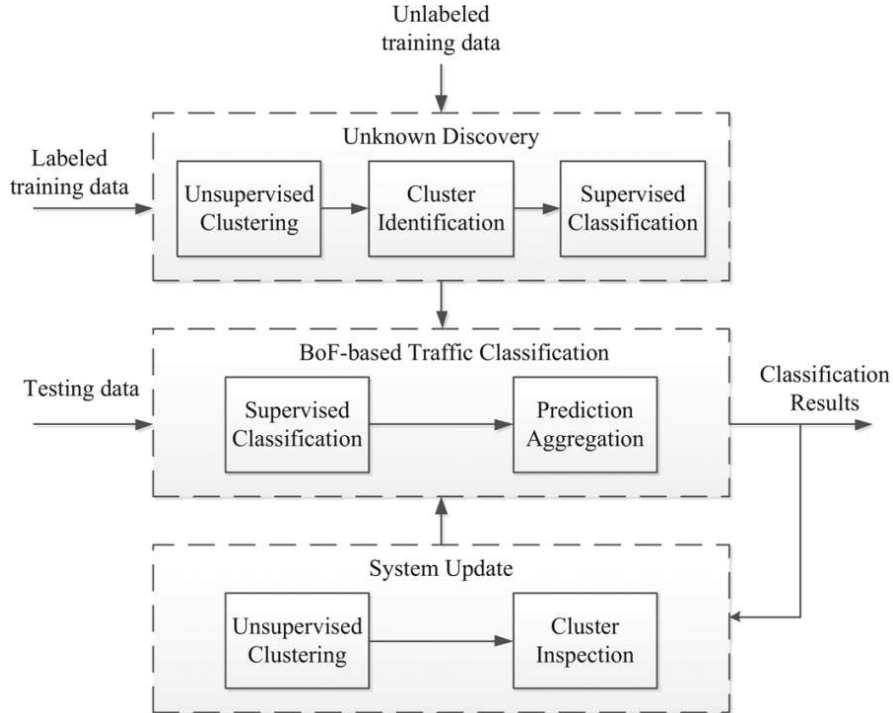 Unlabeled
training data
Unknown Discovery
Labeled
training data
Unsupervised
Clustering
Cluster
Identification
Supervised
Classification
BoF-based Traffic Classification
Testing data
Supervised
Classification
Prediction
Aggregation
Classification
Results
System Update
Unsupervised
Clustering
Cluster
Inspection